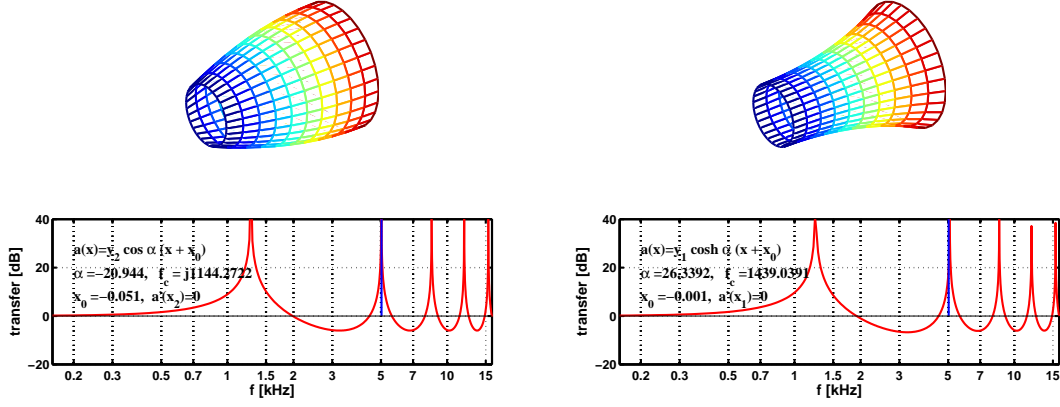 40
20
0
−20
transfer [dB]
a(x)=y2 cos α (x + x0)
α=−20.944, fc = j1144.2722
x0 =−0.051, a'(x2)=0
0.2 0.3 0.5 0.7 1 1.5 2 3 5 7 10 15
f [kHz]
40
20
0
−20
transfer [dB]
a(x)=y1 cosh α (x + x0)
α=26.3392, fc =1439.0391
x0 =−0.001, a'(x1)=0
0.2 0.3 0.5 0.7 1 1.5 2 3 5 7 10 15
f [kHz]